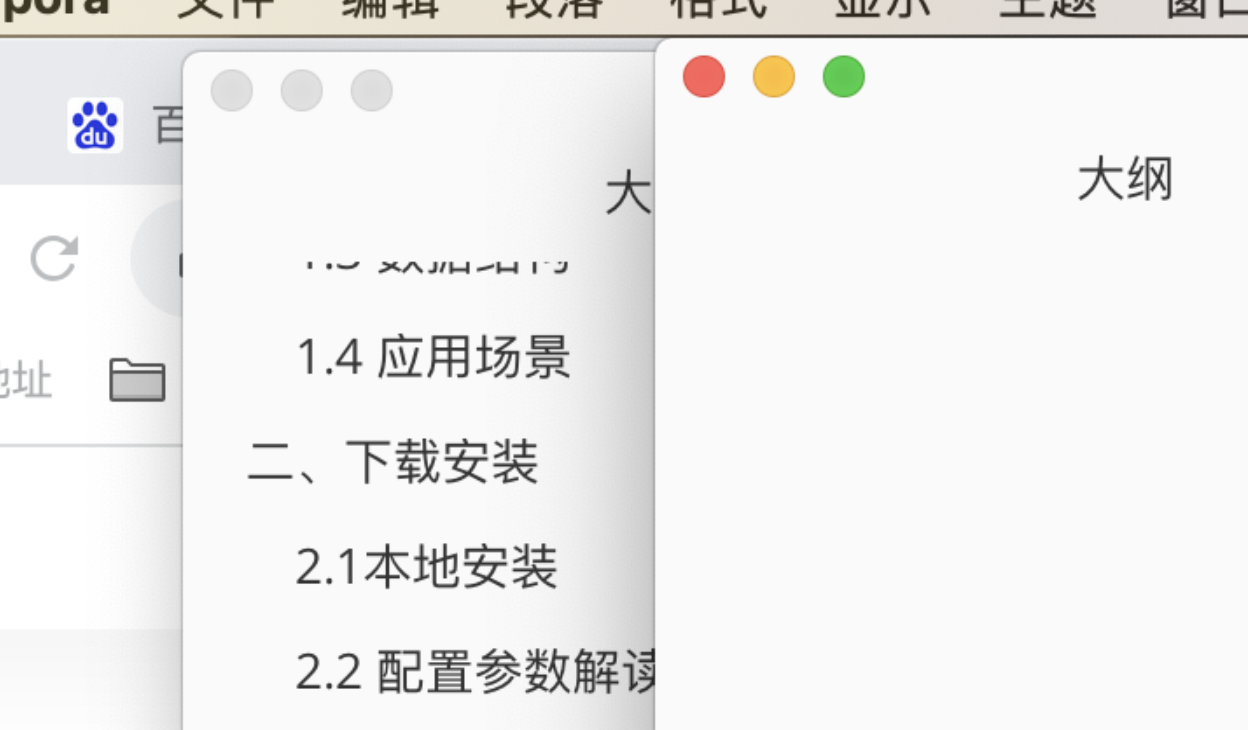 pora 文件 编辑 段落 格式 显示 主题 窗口
du 百
大
大纲
1.3 数据结构
1.4 应用场景
地址
二、下载安装
2.1本地安装
2.2 配置参数解读